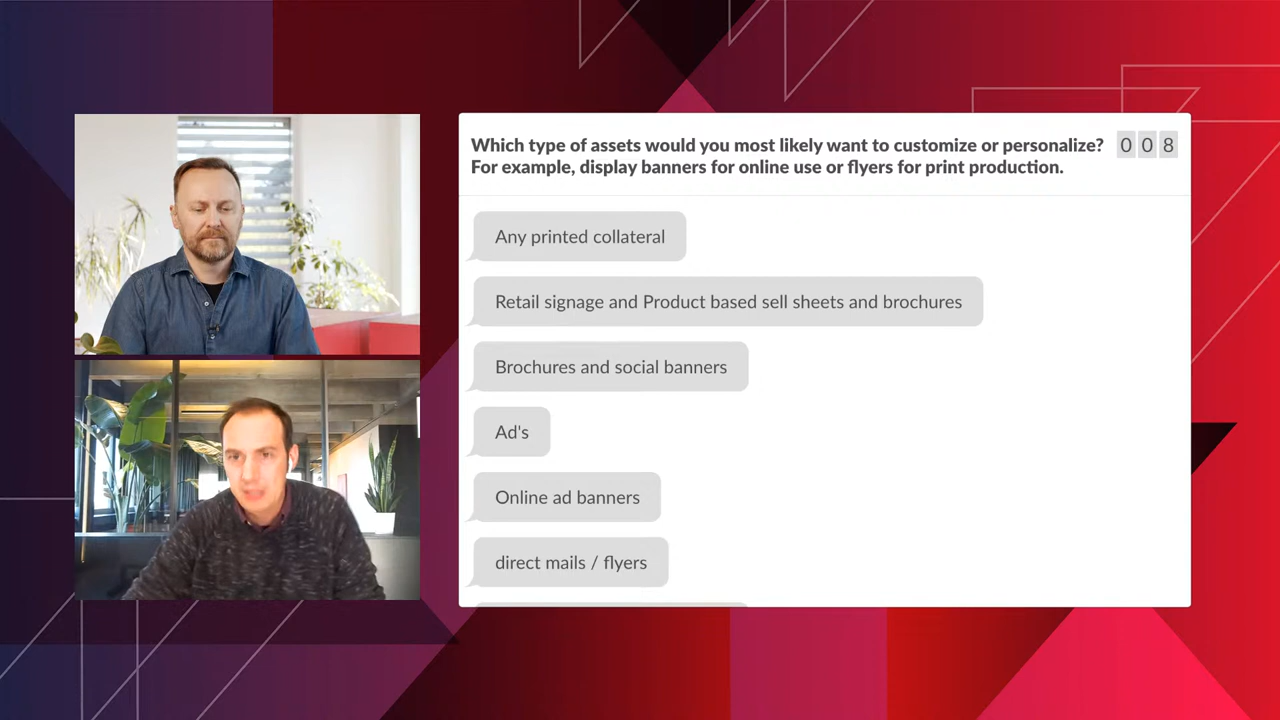 Which type of assets would you most likely want to customize or personalize? 008
For example, display banners for online use or flyers for print production.
Any printed collateral
Retail signage and Product based sell sheets and brochures
Brochures and social banners
Ad's
Online ad banners
direct mails / flyers